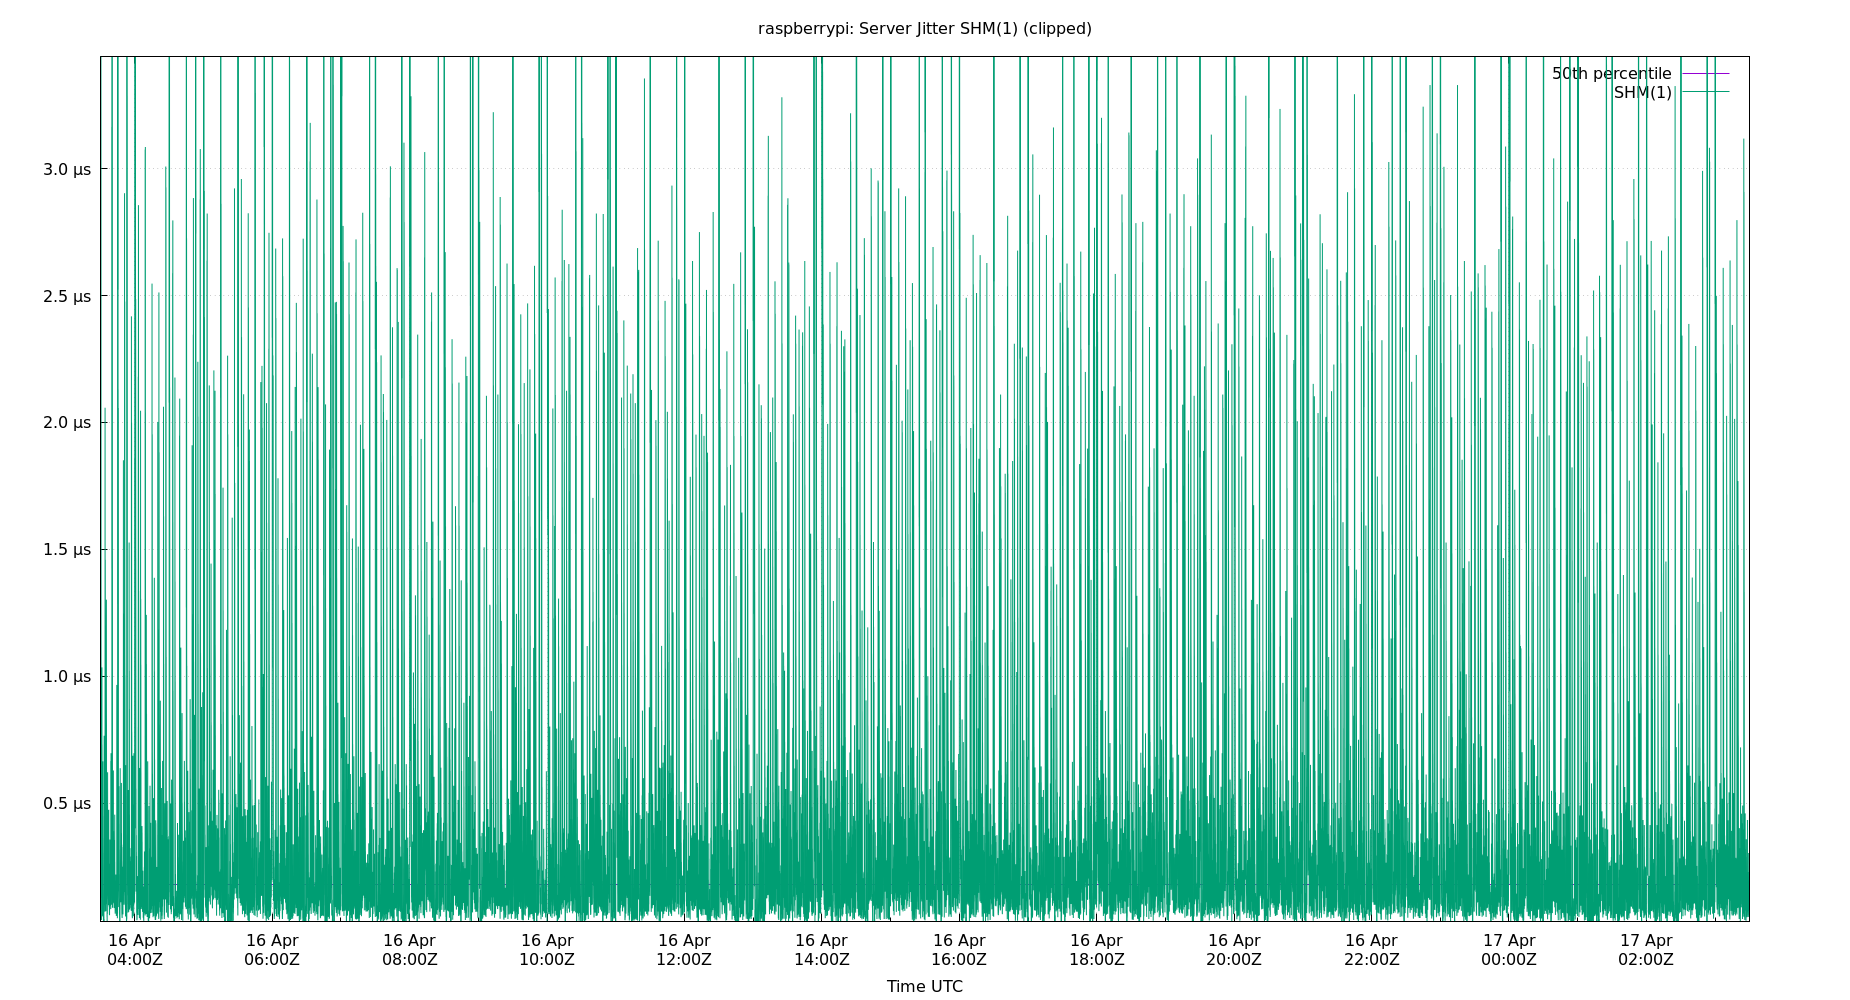 raspberrypi: Server Jitter SHM(1) (clipped)
50th percentile
SHM(1)
3.0 µs
2.5 µs
2.0 µs
1.5 µs
1.0 µs
0.5 µs
16 Apr 16 Apr 16 Apr 16 Apr 16 Apr 16 Apr 16 Apr 16 Apr 16 Apr 16 Apr 17 Apr 17 Apr
04:00Z 06:00Z 08:00Z 10:00Z 12:00Z 14:00Z 16:00Z 18:00Z 20:00Z 22:00Z 00:00Z 02:00Z
Time UTC